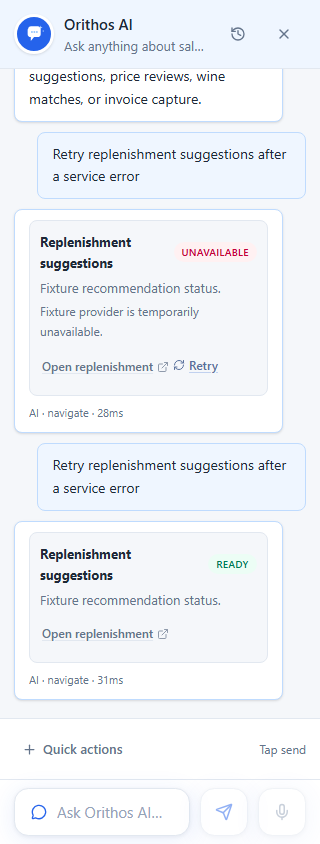 Orithos AI
Ask anything about sal...
suggestions, price reviews, wine
matches, or invoice capture.
Retry replenishment suggestions after
a service error
Replenishment
suggestions
UNAVAILABLE
Fixture recommendation status.
Fixture provider is temporarily
unavailable.
Open replenishment Retry
AI · navigate · 28ms
Retry replenishment suggestions after
a service error
Replenishment
suggestions
READY
Fixture recommendation status.
Open replenishment
AI · navigate · 31ms
Quick actions Tap send
Ask Orithos AI...